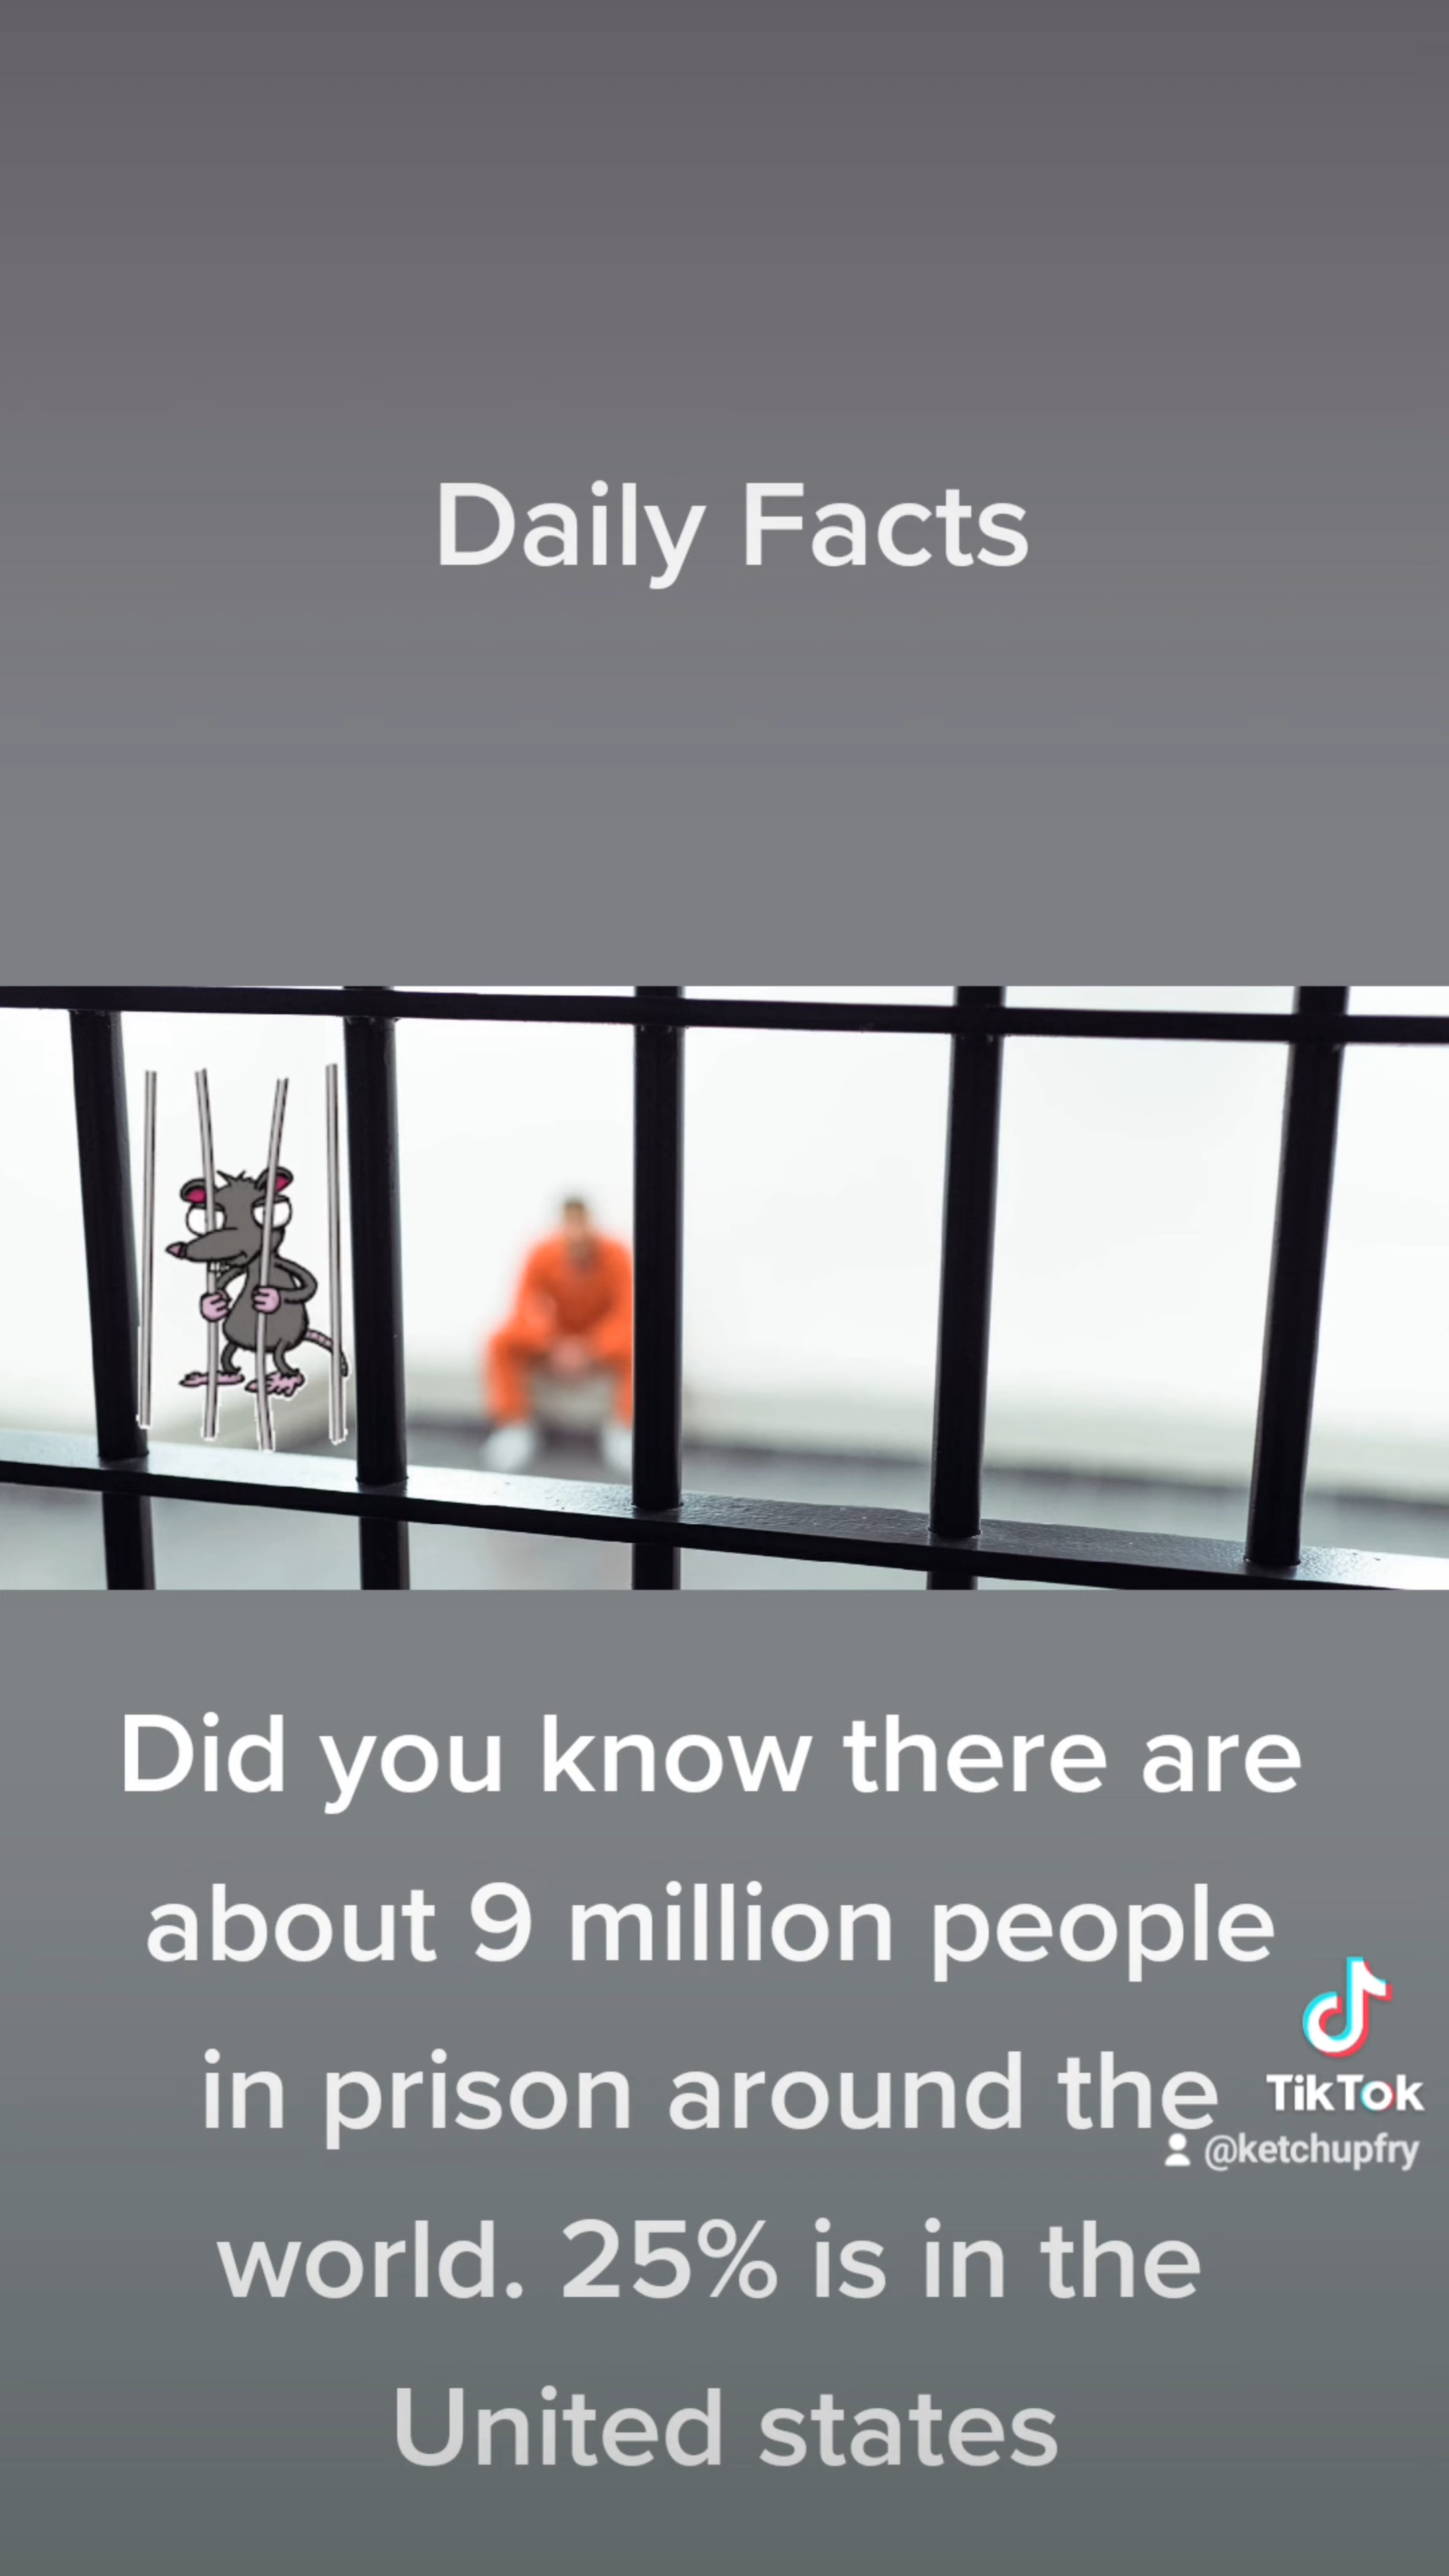 Daily Facts
Did you know there are
about 9 million people
in prison around the
TikTok
@ketchupfry
world. 25% is in the
United states